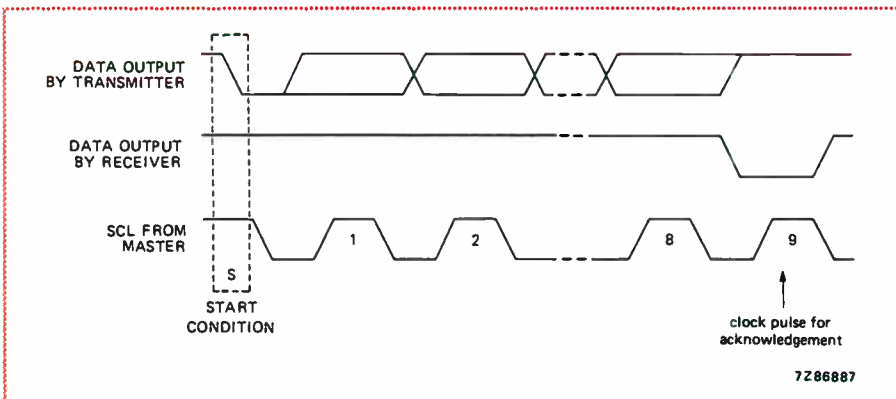 DATA OUTPUT
BY TRANSMITTER
DATA OUTPUT
BY RECEIVER
SCL FROM
MASTER
1
2
8
9
S
START
CONDITION
clock pulse for
acknowledgement
7Z86887